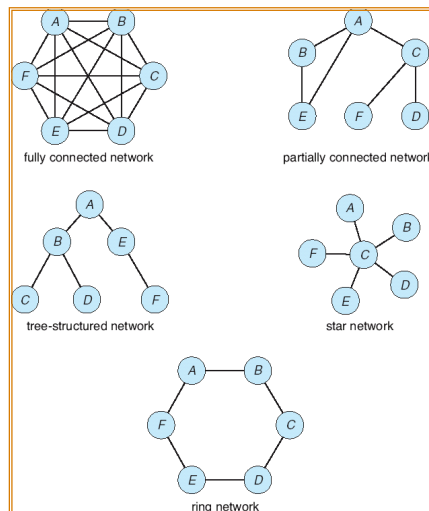 A B
F C
E D
fully connected network
A
B C
E F D
partially connected network
A
B E
C D F
tree-structured network
A
B
F C
D
E
star network
A B
F C
E D
ring network